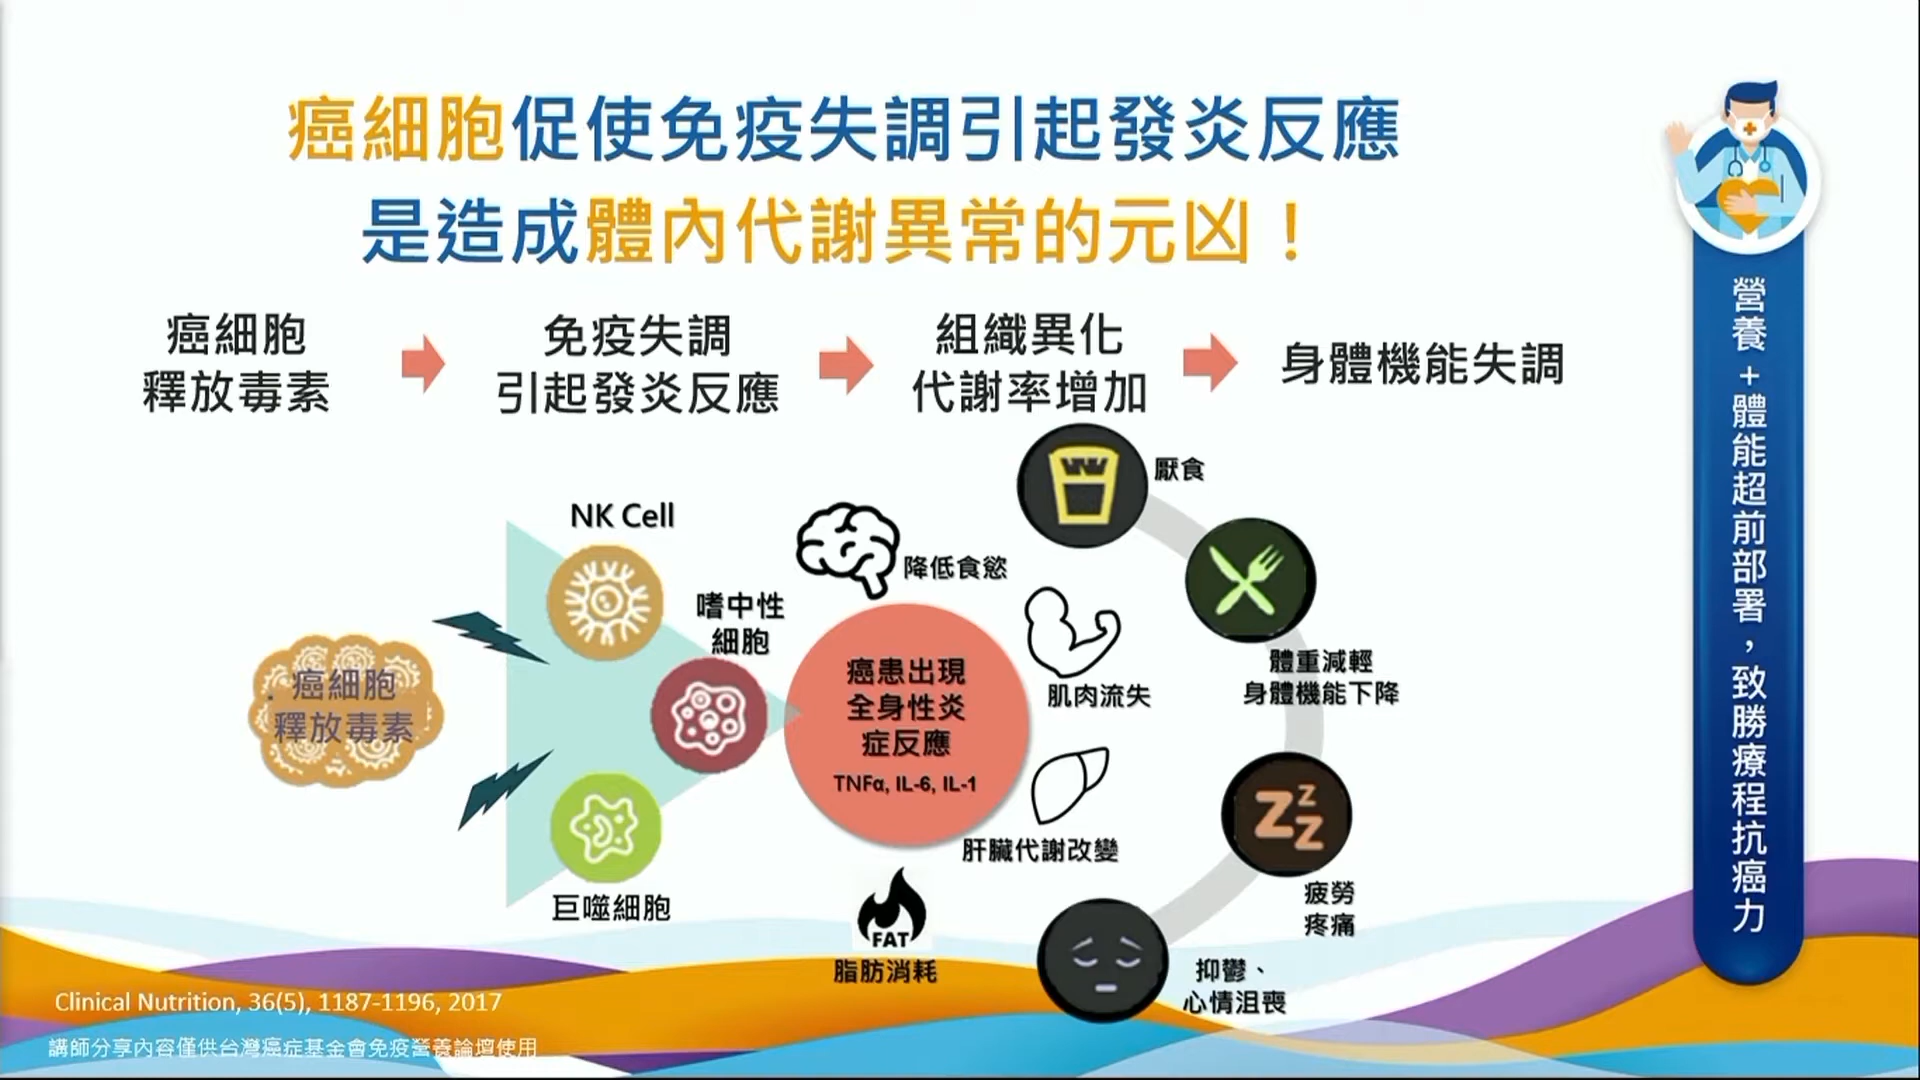 癌細胞促使免疫失調引起發炎反應
是造成體內代謝異常的元凶！
癌細胞
釋放毒素
免疫失調
引起發炎反應
組織異化
代謝率增加
身體機能失調
癌細胞
釋放毒素
NK Cell
嗜中性
細胞
巨噬細胞
癌患出現
全身性炎
症反應
TNFα, IL-6, IL-1
降低食慾
肌肉流失
肝臟代謝改變
FAT
脂肪消耗
厭食
體重減輕
身體機能下降
疲勞
疼痛
抑鬱、
心情沮喪
營養+體能超前部署，致勝療程抗癌力
Clinical Nutrition, 36(5), 1187-1196, 2017
講師分享內容僅供台灣癌症基金會免疫營養論壇使用